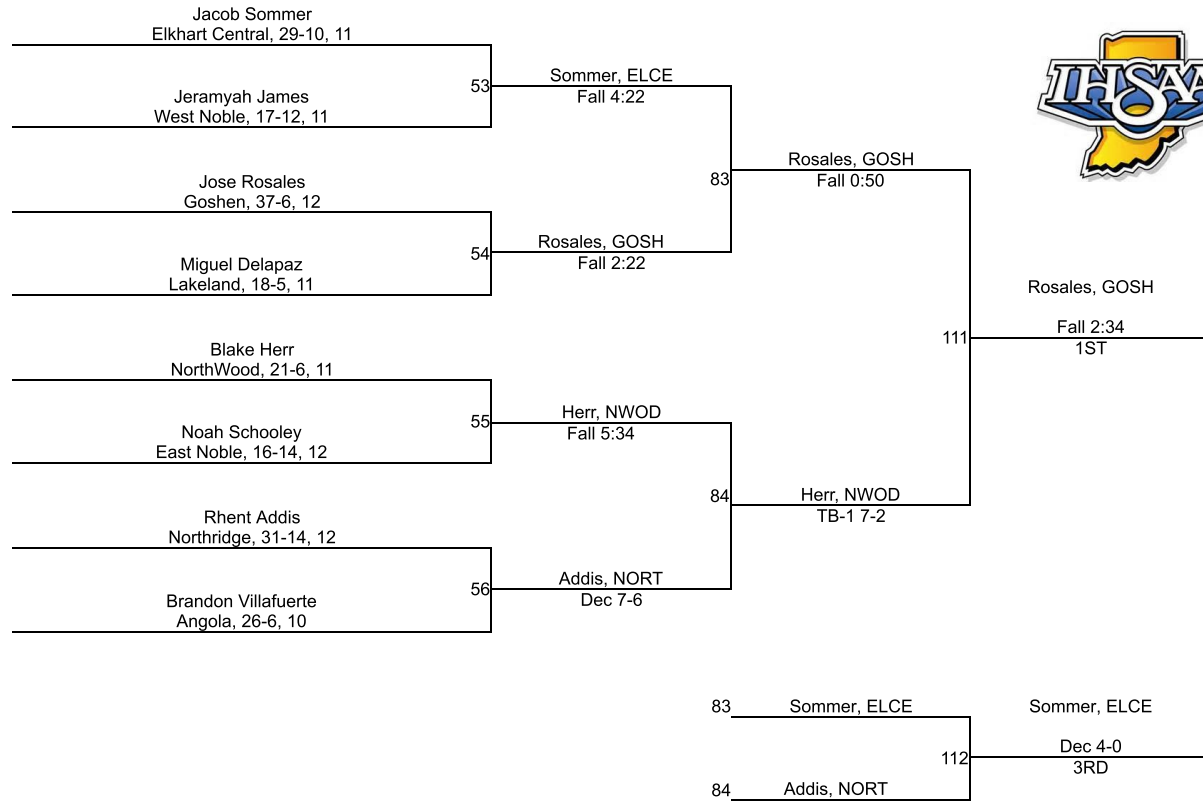 Jacob Sommer
Elkhart Central, 29-10, 11
53
Sommer, ELCE
Fall 4:22
Jeramyah James
West Noble, 17-12, 11
IHSAA
83
Rosales, GOSH
Fall 0:50
Jose Rosales
Goshen, 37-6, 12
54
Rosales, GOSH
Fall 2:22
Miguel Delapaz
Lakeland, 18-5, 11
111
Rosales, GOSH
Fall 2:34
1ST
Blake Herr
NorthWood, 21-6, 11
55
Herr, NWOD
Fall 5:34
Noah Schooley
East Noble, 16-14, 12
84
Herr, NWOD
TB-1 7-2
Rhent Addis
Northridge, 31-14, 12
56
Addis, NORT
Dec 7-6
Brandon Villafuerte
Angola, 26-6, 10
83
Sommer, ELCE
112
Sommer, ELCE
Dec 4-0
3RD
84
Addis, NORT